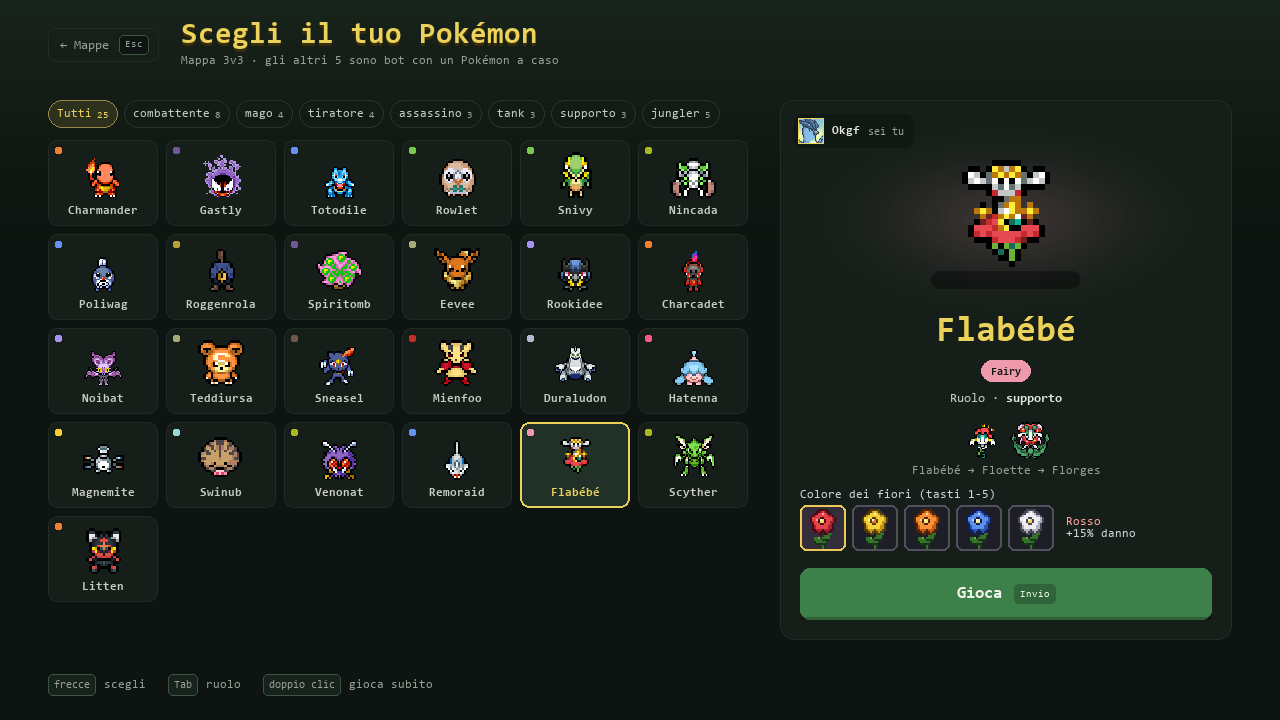 ← Mappe Esc
Scegli il tuo Pokémon
Mappa 3v3 · gli altri 5 sono bot con un Pokémon a caso
Tutti 25 combattente 8 mago 4 tiratore 4 assassino 3 tank 3 supporto 3 jungler 5
Charmander Gastly Totodile Rowlet Snivy Nincada
Poliwag Roggenrola Spiritomb Eevee Rookidee Charcadet
Noibat Teddiursa Sneasel Mienfoo Duraludon Hatenna
Magnemite Swinub Venonat Remoraid Flabébé Scyther
Litten
Okgf sei tu
Flabébé
Fairy
Ruolo · supporto
Flabébé → Floette → Florges
Colore dei fiori (tasti 1-5)
Rosso
+15% danno
Gioca Invio
frecce scegli Tab ruolo doppio clic gioca subito